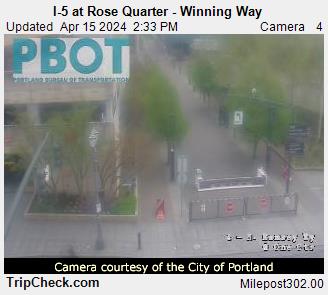 I-5 at Rose Quarter - Winning Way
Updated Apr 15 2024 2:33 PM Camera 4
PBOT
PORTLAND BUREAU OF TRANSPORTATION
Camera courtesy of the City of Portland
TripCheck.com Milepost302.00